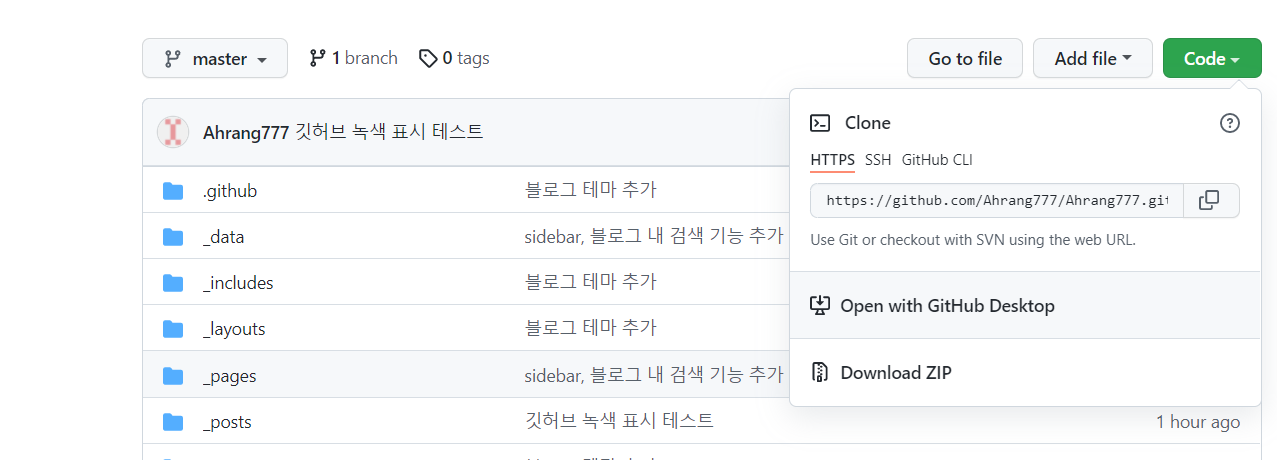 master 1 branch 0 tags Go to file Add file Code
Ahrang777 깃허브 녹색 표시 테스트
Clone
HTTPS SSH GitHub CLI
https://github.com/Ahrang777/Ahrang777.git
Use Git or checkout with SVN using the web URL.
Open with GitHub Desktop
Download ZIP
.github 블로그 테마 추가
_data sidebar, 블로그 내 검색 기능 추가
_includes 블로그 테마 추가
_layouts 블로그 테마 추가
_pages sidebar, 블로그 내 검색 기능 추가
_posts 깃허브 녹색 표시 테스트 1 hour ago